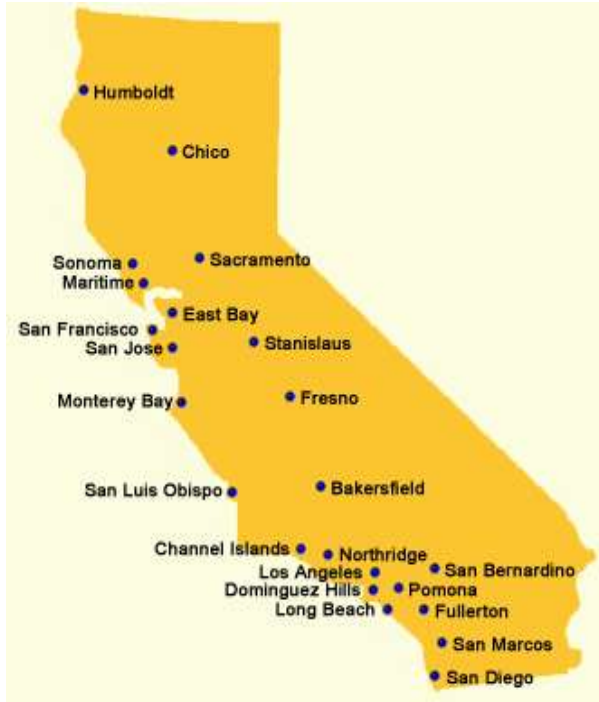 Humboldt
Chico
Sonoma
Sacramento
Maritime
East Bay
San Francisco
Stanislaus
San Jose
Monterey Bay
Fresno
San Luis Obispo
Bakersfield
Channel Islands
Northridge
Los Angeles
San Bernardino
Dominguez Hills
Pomona
Long Beach
Fullerton
San Marcos
San Diego